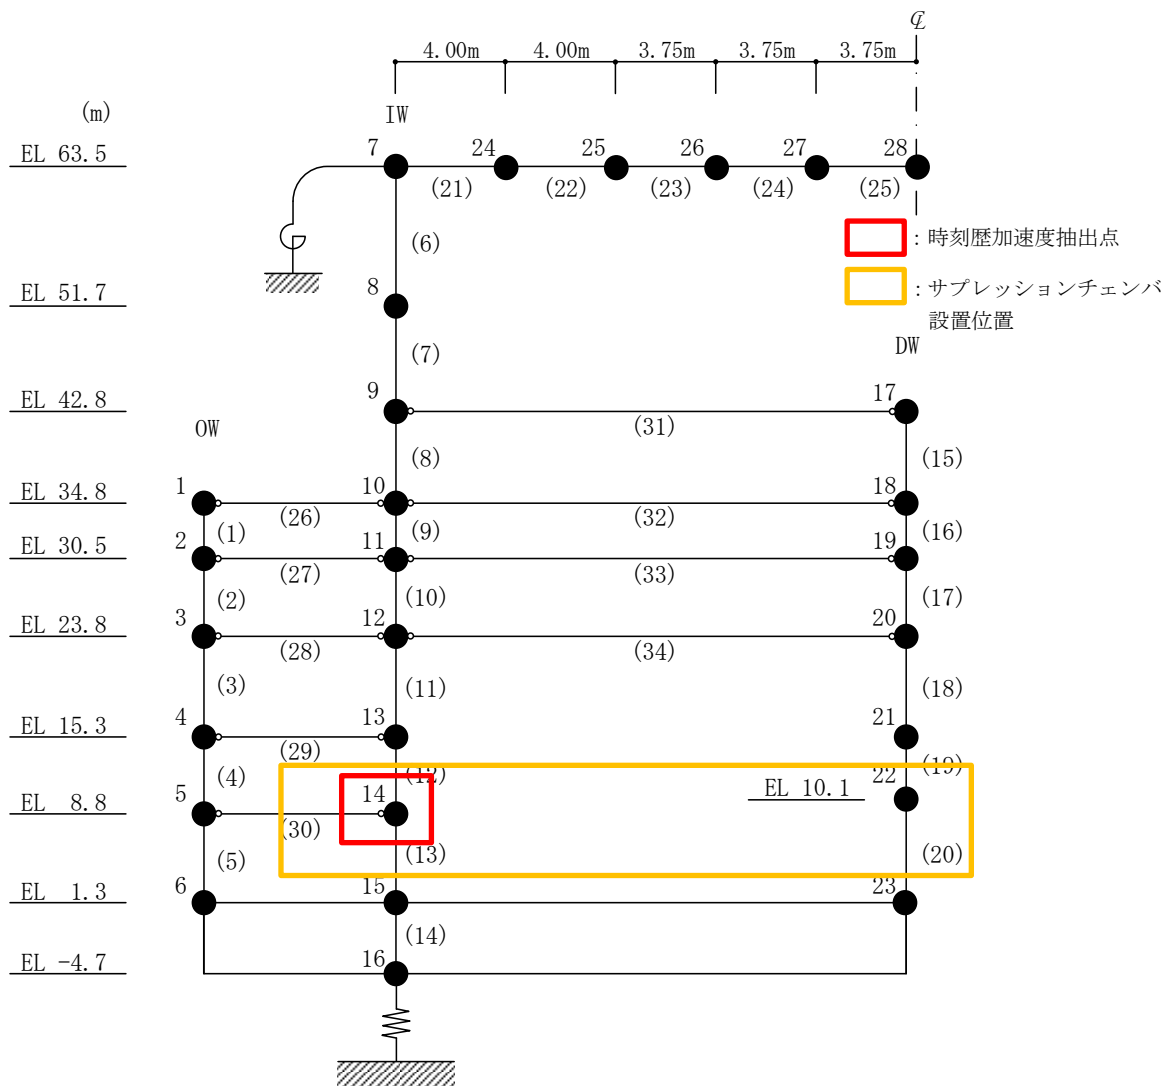 ℄
4.00m 4.00m 3.75m 3.75m 3.75m
(m)
IW
EL 63.5
7 24 25 26 27 28
(21) (22) (23) (24) (25)
：時刻歴加速度抽出点
(6)
：サプレッションチェンバ
設置位置
EL 51.7
8
DW
(7)
EL 42.8
9 17
(31)
OW
(8) (15)
EL 34.8
1 10 18
(26) (32)
(1) (9) (16)
EL 30.5
2 11 19
(27) (33)
(2) (10) (17)
EL 23.8
3 12 20
(28) (34)
(3) (11) (18)
EL 15.3
4 13 21
(29)
(4) (12) (19)
EL 8.8
5 14 EL 10.1 22
(30)
(5) (13) (20)
EL 1.3
6 15 23
(14)
EL -4.7
16